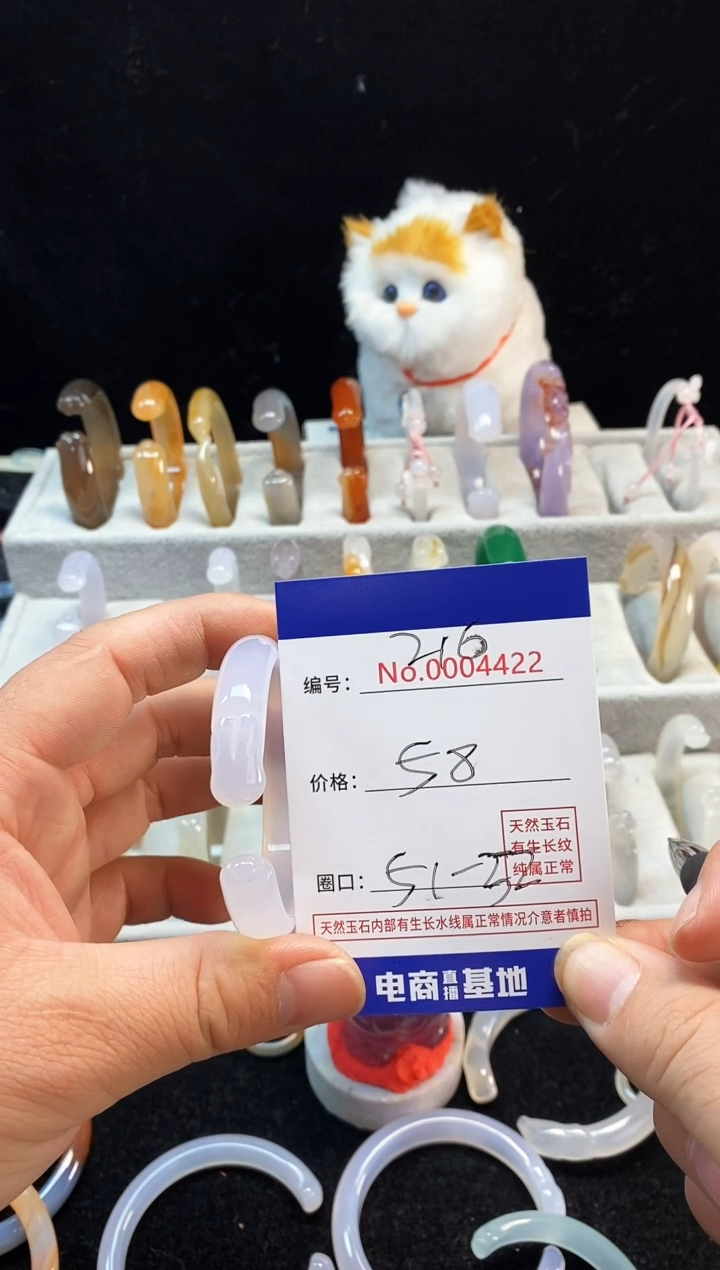 216
编号: No.0004422
价格: 58
天然玉石
有生长纹
纯属正常
圈口: 51-52
天然玉石内部有生长水线属正常情况介意者慎拍
电商直播基地